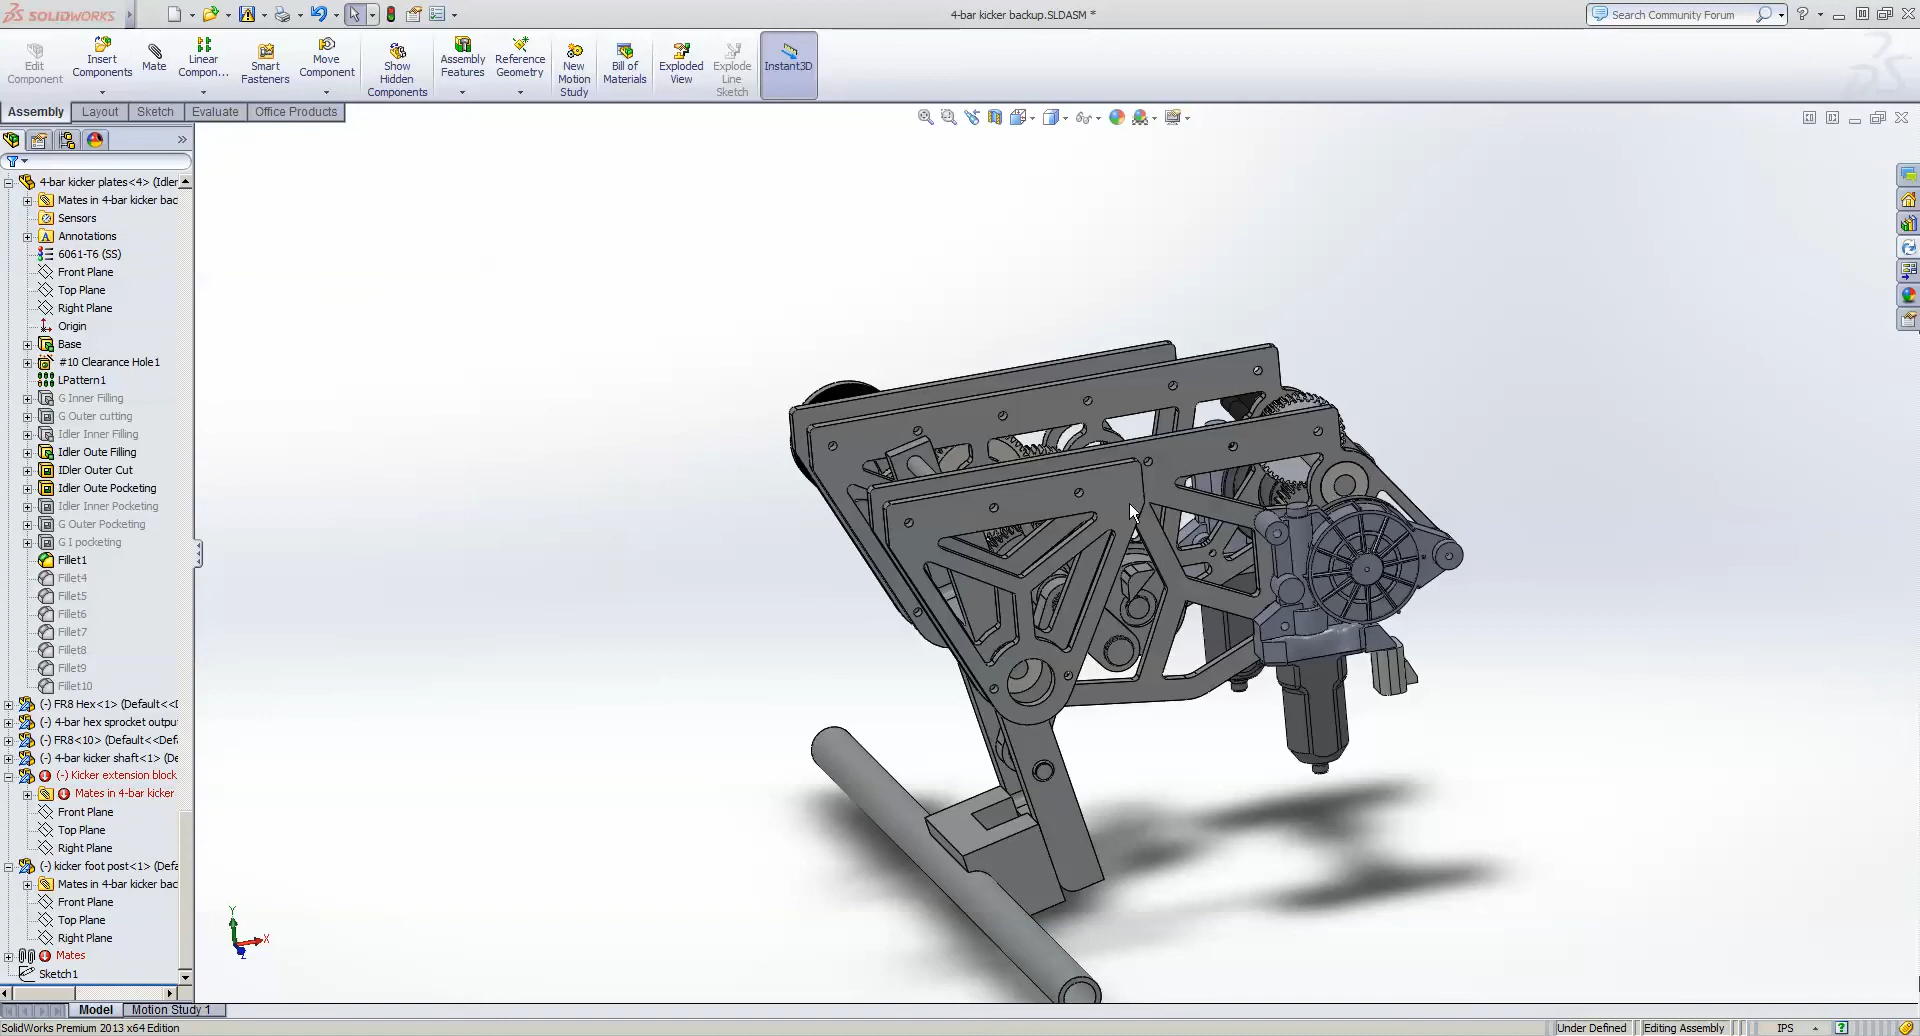 SOLIDWORKS
4-bar kicker backup.SLDASM *
Search Community Forum
Edit Component
Insert Components
Mate
Linear Compon...
Smart Fasteners
Move Component
Show Hidden Components
Assembly Features
Reference Geometry
New Motion Study
Bill of Materials
Exploded View
Explode Line Sketch
Instant3D
Assembly
Layout
Sketch
Evaluate
Office Products
4-bar kicker plates<4> (Idler
Mates in 4-bar kicker bac
Sensors
Annotations
6061-T6 (SS)
Front Plane
Top Plane
Right Plane
Origin
Base
#10 Clearance Hole1
LPattern1
G Inner Filling
G Outer cutting
Idler Inner Filling
Idler Oute Filling
IDler Outer Cut
Idler Oute Pocketing
Idler Inner Pocketing
G Outer Pocketing
G I pocketing
Fillet1
Fillet4
Fillet5
Fillet6
Fillet7
Fillet8
Fillet9
Fillet10
(-) FR8 Hex<1> (Default<<D
(-) 4-bar hex sprocket outpu
(-) FR8<10> (Default<<Def
(-) 4-bar kicker shaft<1> (De
(-) Kicker extension block
Mates in 4-bar kicker
Front Plane
Top Plane
Right Plane
(-) kicker foot post<1> (Defa
Mates in 4-bar kicker bac
Front Plane
Top Plane
Right Plane
Mates
Sketch1
Y
X
Z
Model
Motion Study 1
SolidWorks Premium 2013 x64 Edition
Under Defined
Editing Assembly
IPS